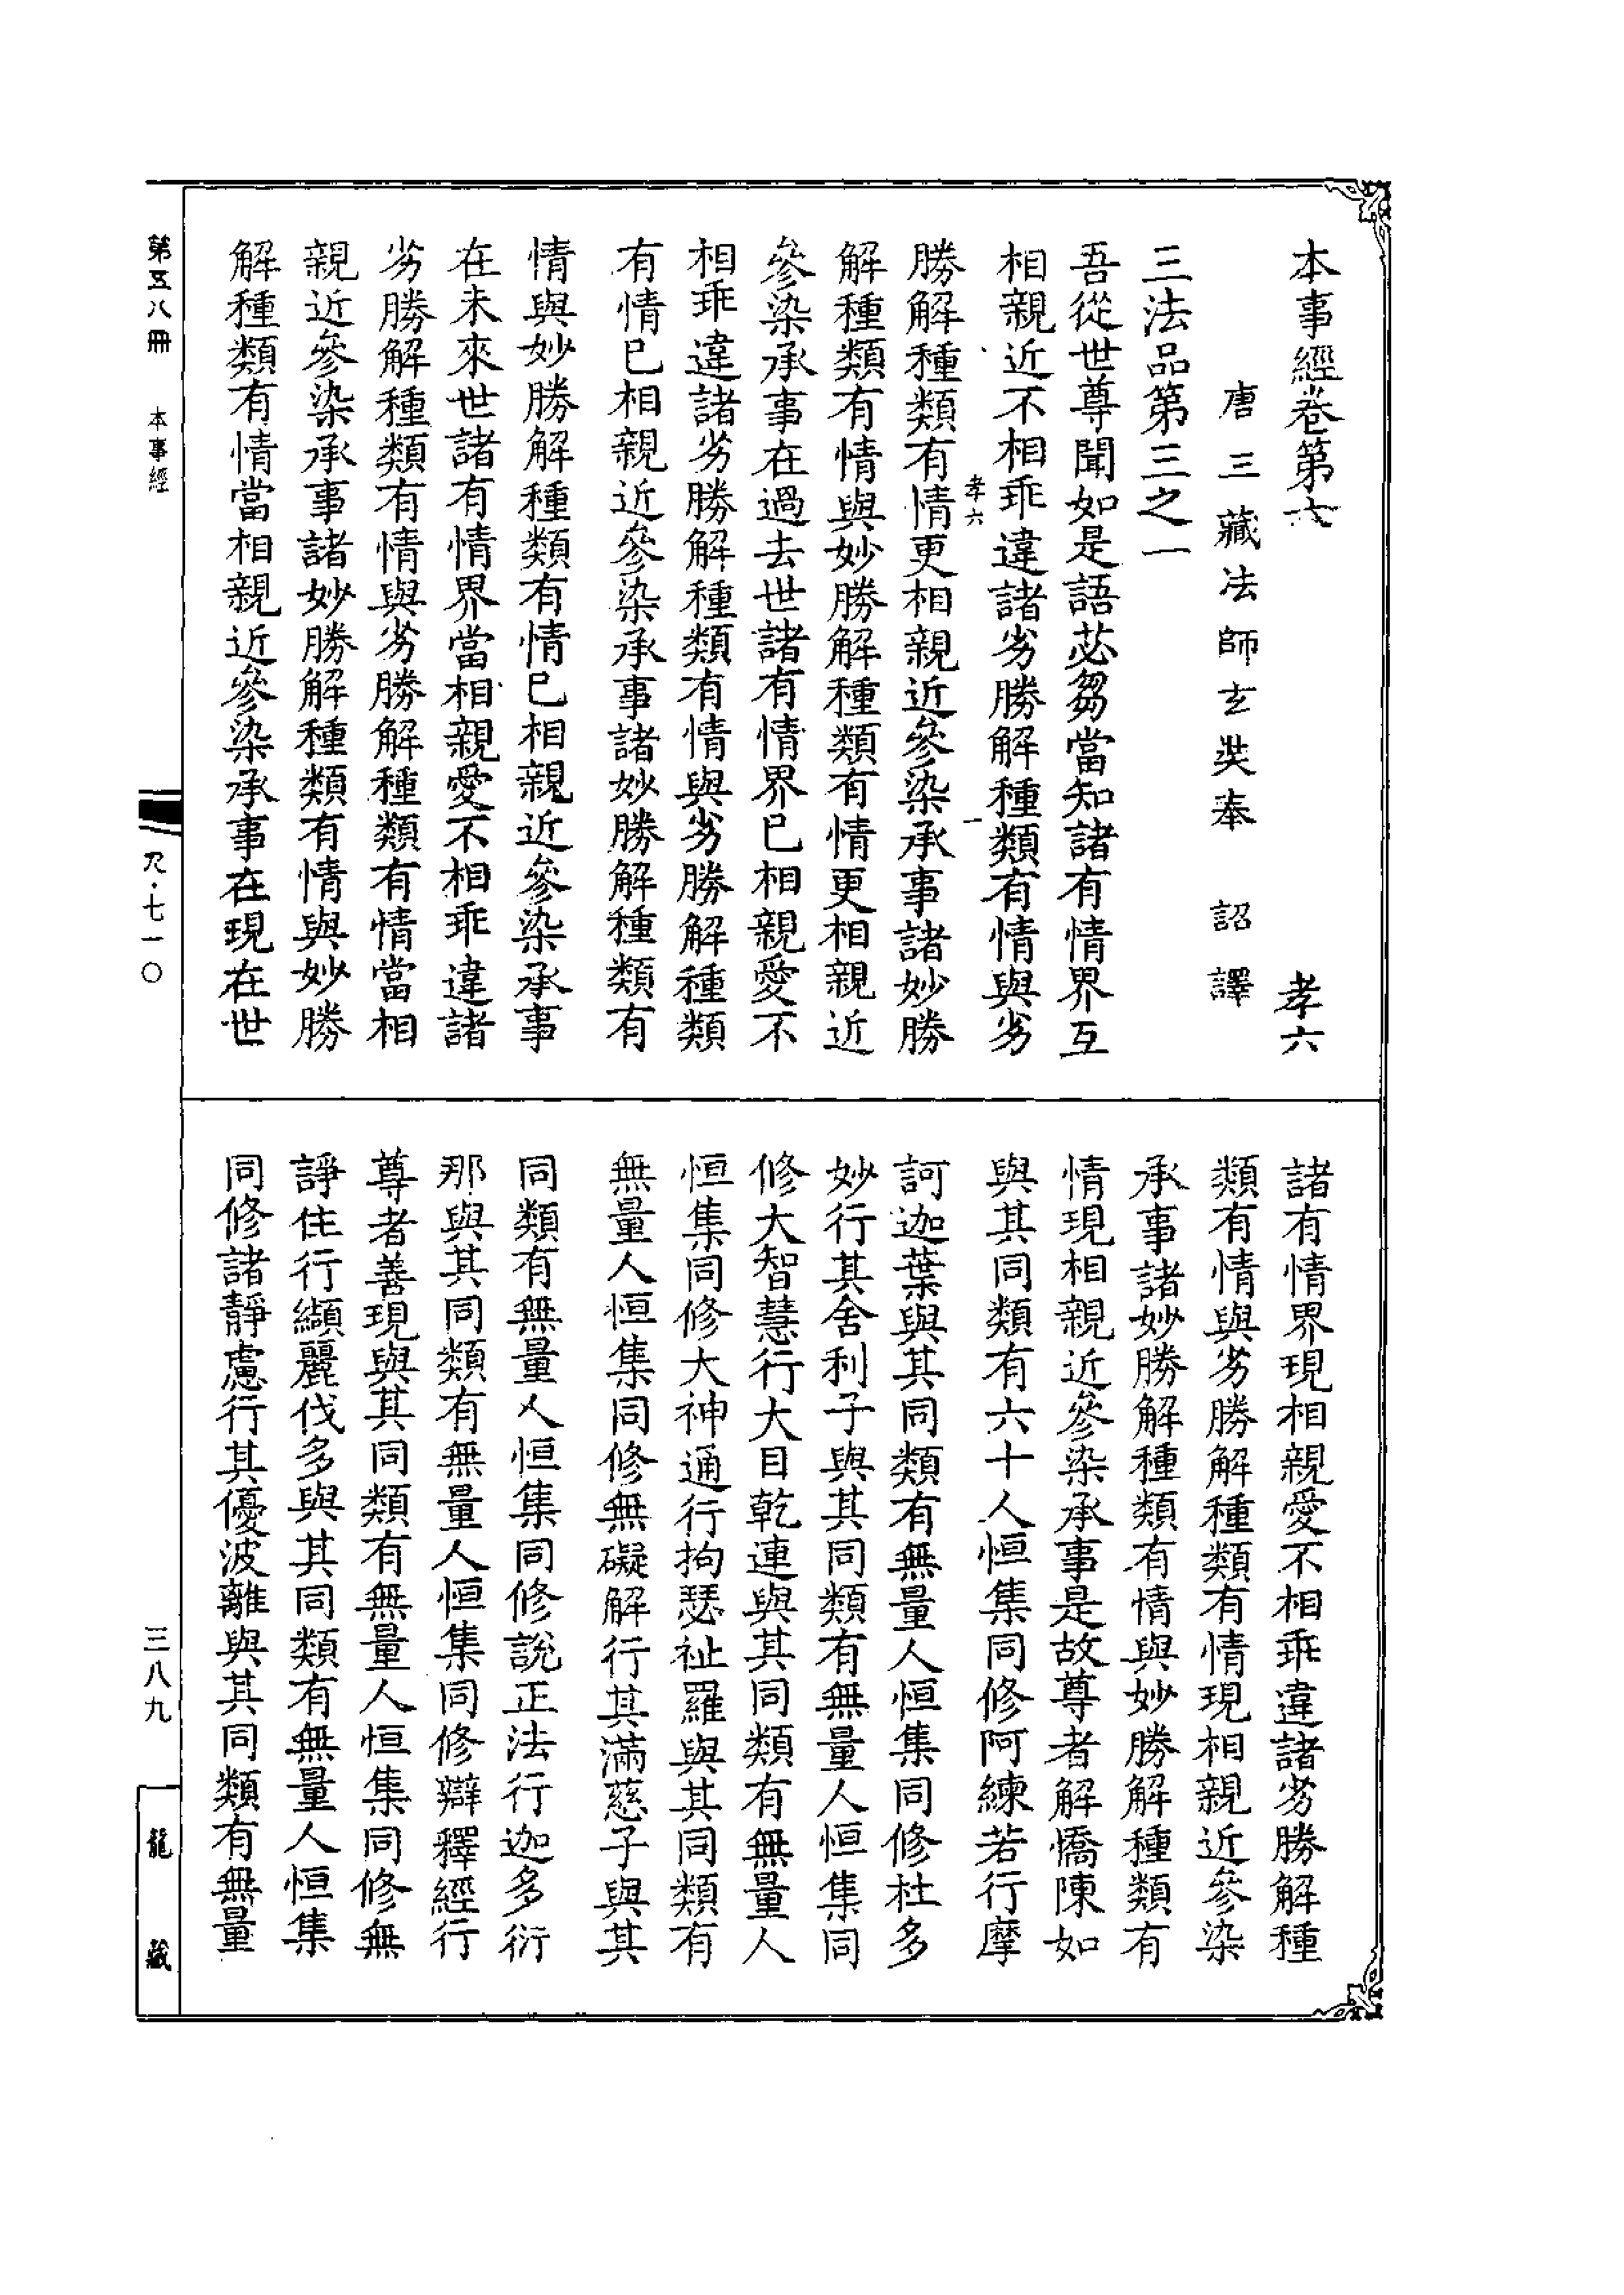 本事經卷第六 孝六
唐三藏法師玄奘奉 詔譯
三法品第三之一
吾從世尊聞如是語苾芻當知諸有情界互
相親近不相乖違諸劣勝解種類有情與劣
孝六 一
勝解種類有情更相親近參染承事諸妙勝
解種類有情與妙勝解種類有情更相親近
參染承事在過去世諸有情界已相親愛不
相乖違諸劣勝解種類有情與劣勝解種類
有情已相親近參染承事諸妙勝解種類有
情與妙勝解種類有情已相親近參染承事
在未來世諸有情界當相親愛不相乖違諸
劣勝解種類有情與劣勝解種類有情當相
親近參染承事諸妙勝解種類有情與妙勝
解種類有情當相親近參染承事在現在世
諸有情界現相親愛不相乖違諸劣勝解種
類有情與劣勝解種類有情現相親近參染
承事諸妙勝解種類有情與妙勝解種類有
情現相親近參染承事是故尊者解憍陳如
與其同類有六十人恒集同修阿練若行摩
訶迦葉與其同類有無量人恒集同修杜多
妙行其舍利子與其同類有無量人恒集同
修大智慧行大目乾連與其同類有無量人
恒集同修大神通行拘瑟祉羅與其同類有
無量人恒集同修無礙解行其滿慈子與其
同類有無量人恒集同修說正法行迦多衍
那與其同類有無量人恒集同修辯釋經行
尊者善現與其同類有無量人恒集同修無
諍住行纈麗伐多與其同類有無量人恒集
同修諸靜慮行其優波離與其同類有無量
第五八冊 本事經
尺·七一〇
三八九
龍藏